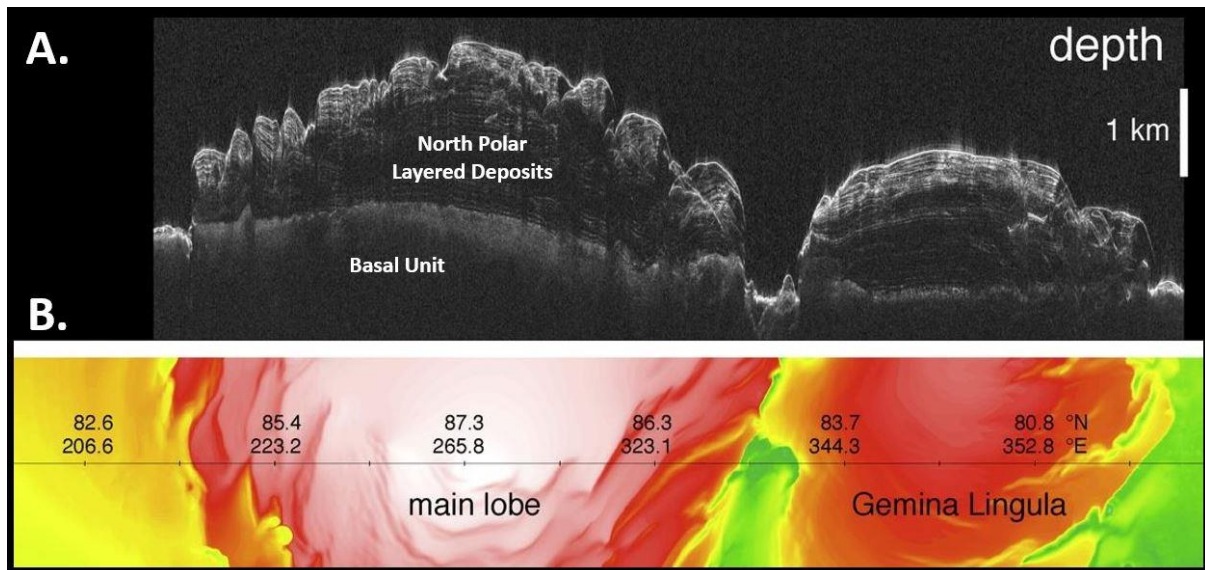 A.
depth
1 km
North Polar
Layered Deposits
Basal Unit
B.
82.6 85.4 87.3 86.3 83.7 80.8 °N
206.6 223.2 265.8 323.1 344.3 352.8 °E
main lobe Gemina Lingula